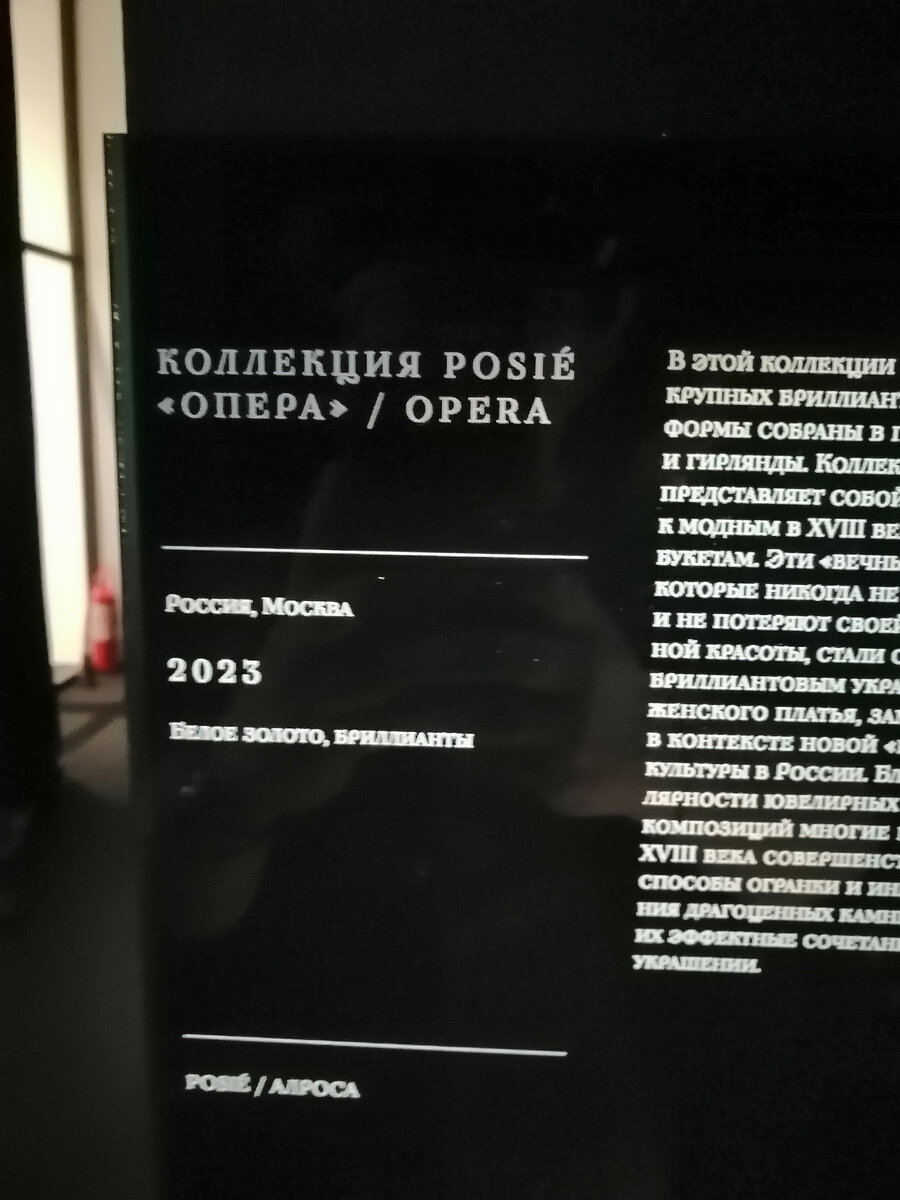 КОЛЛЕКЦИЯ POSIÉ
«ОПЕРА» / OPERA
Россия, Москва
2023
Белое золото, бриллианты
POSIÉ / АЛРОСА
В этой коллекции
крупных
формы собраны в
и гирлянды.
представляет собой
к модным в XVIII
букетам. Эти
которые никогда не
и не потеряют
ной красоты, стали
бриллиантовым
женского платья,
в контексте новой
культуры в России.
лярности ювелирных
композиций многие
XVIII века
способы огранки и
ния драгоценных
их эффектные
украшении.